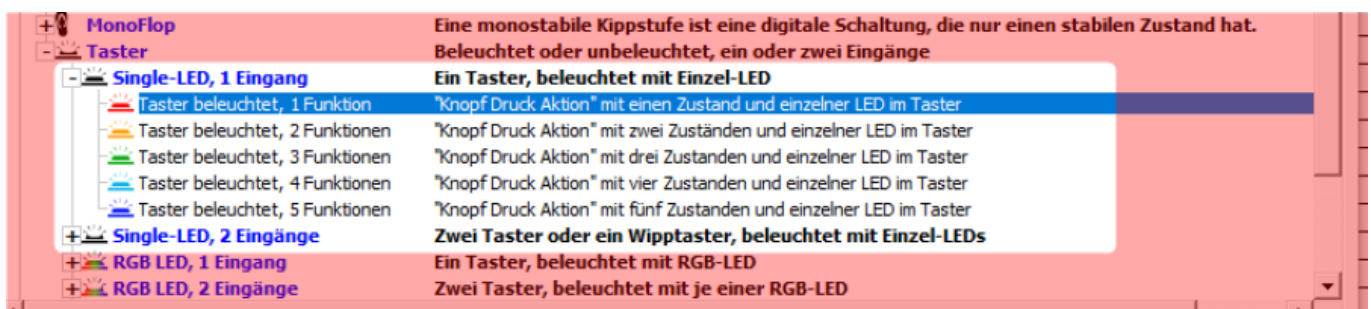 MonoFlop Eine monostabile Kippstufe ist eine digitale Schaltung, die nur einen stabilen Zustand hat.
Taster Beleuchtet oder unbeleuchtet, ein oder zwei Eingänge
Single-LED, 1 Eingang Ein Taster, beleuchtet mit Einzel-LED
Taster beleuchtet, 1 Funktion "Knopf Druck Aktion" mit einen Zustand und einzelner LED im Taster
Taster beleuchtet, 2 Funktionen "Knopf Druck Aktion" mit zwei Zuständen und einzelner LED im Taster
Taster beleuchtet, 3 Funktionen "Knopf Druck Aktion" mit drei Zustanden und einzelner LED im Taster
Taster beleuchtet, 4 Funktionen "Knopf Druck Aktion" mit vier Zustanden und einzelner LED im Taster
Taster beleuchtet, 5 Funktionen "Knopf Druck Aktion" mit fünf Zustanden und einzelner LED im Taster
Single-LED, 2 Eingänge Zwei Taster oder ein Wipptaster, beleuchtet mit Einzel-LEDs
RGB LED, 1 Eingang Ein Taster, beleuchtet mit RGB-LED
RGB LED, 2 Eingänge Zwei Taster, beleuchtet mit je einer RGB-LED